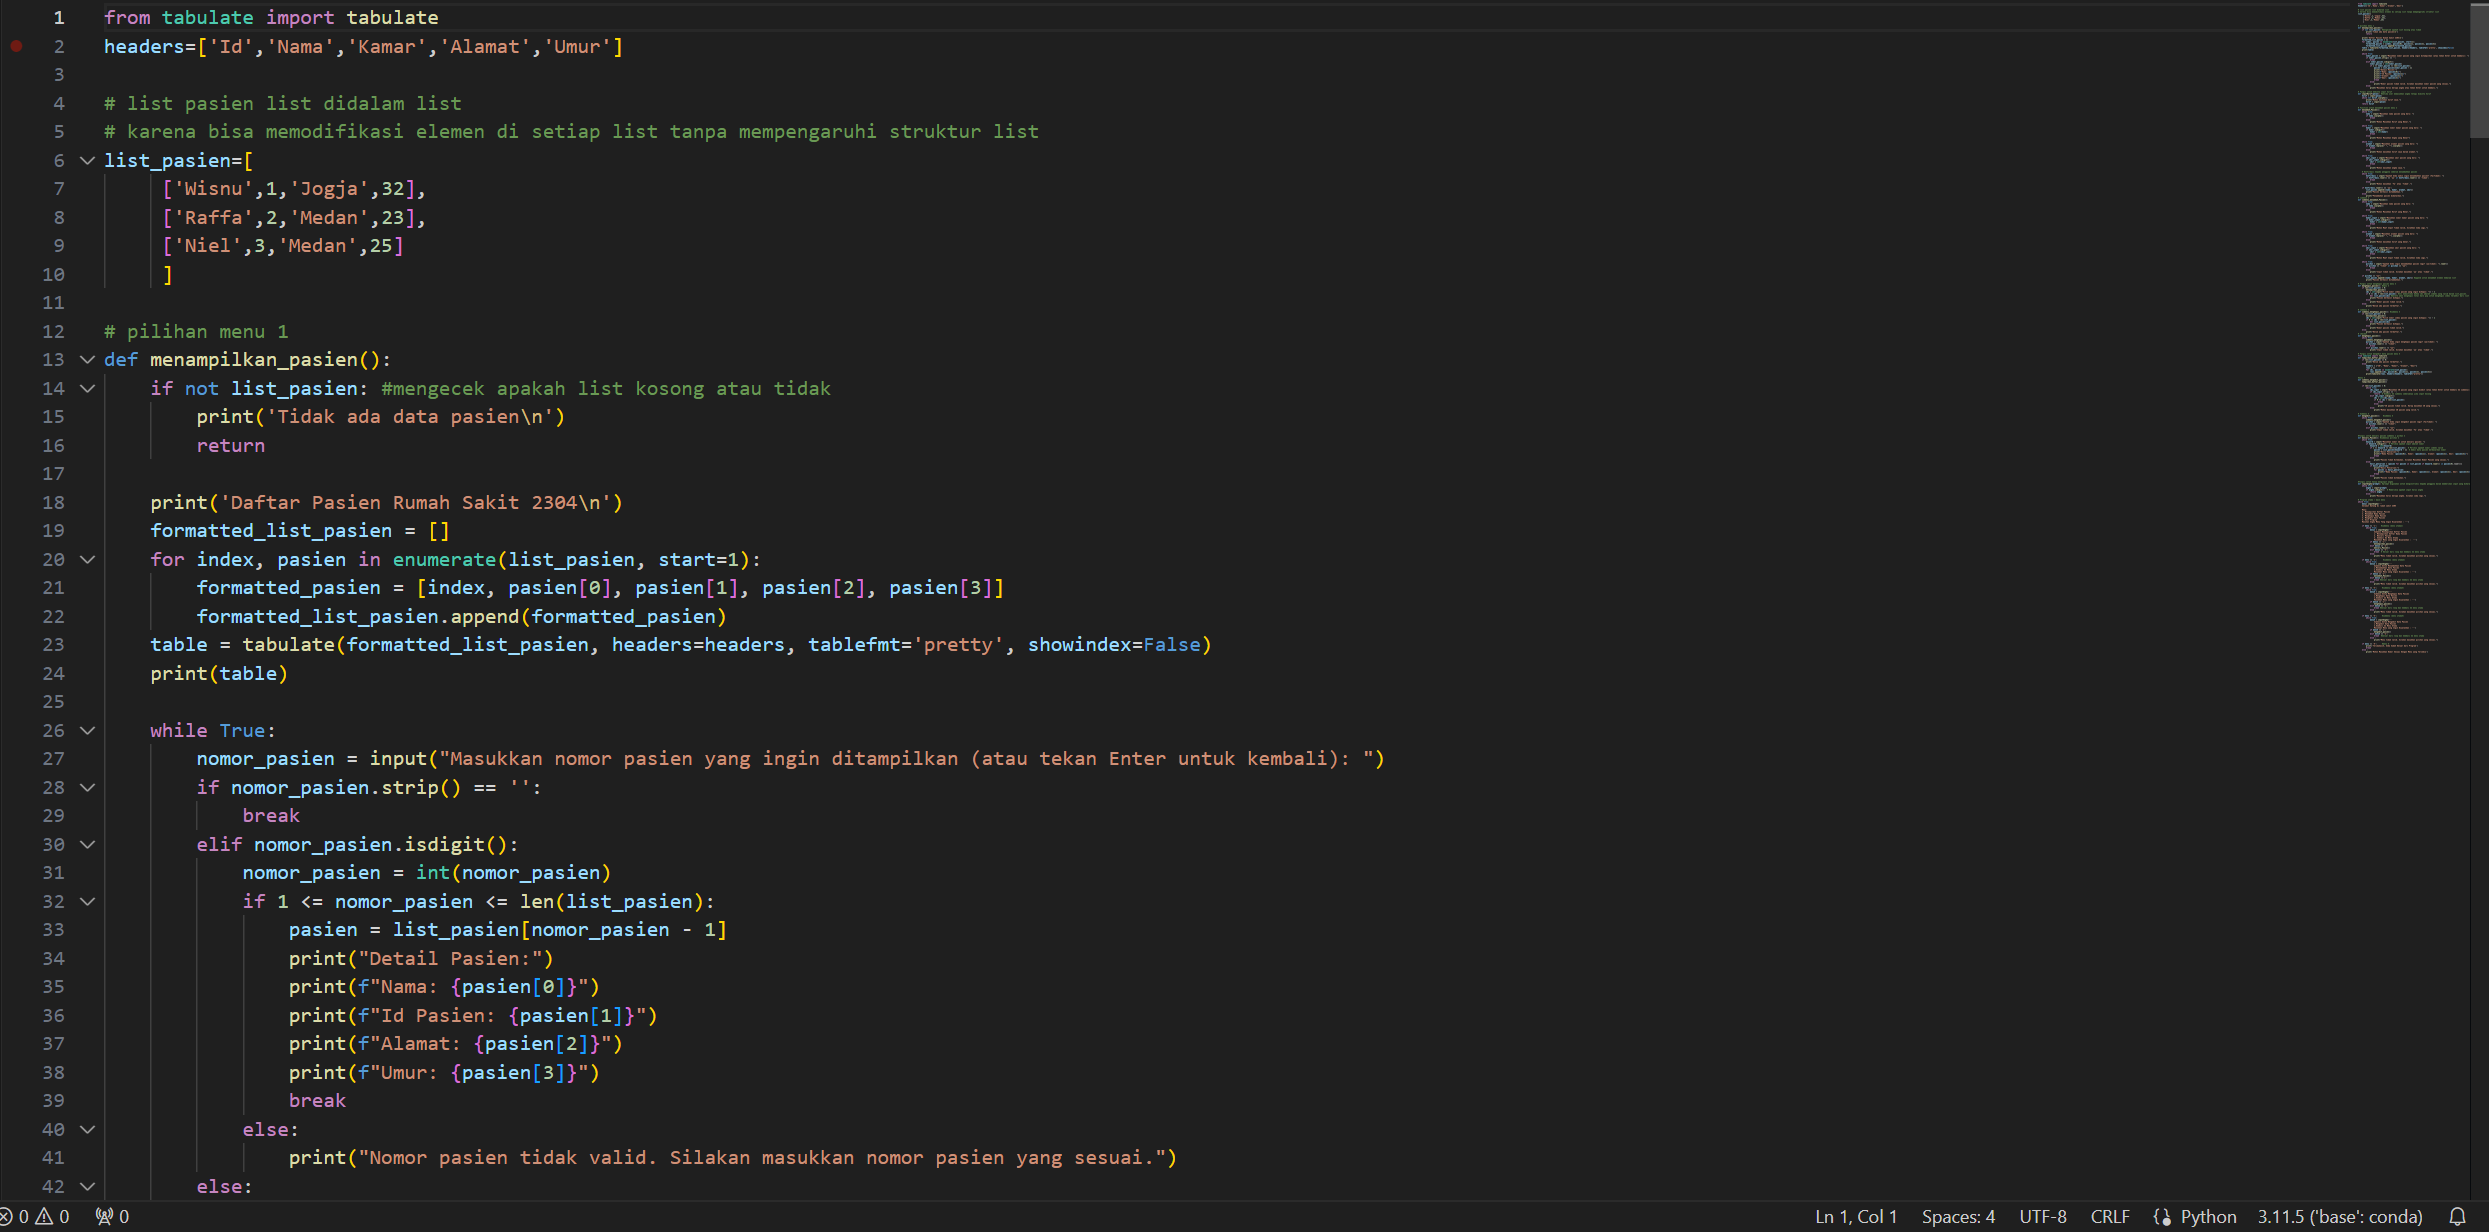 1 from tabulate import tabulate
2 headers=['Id','Nama','Kamar','Alamat','Umur']
3
4 # list pasien list didalam list
5 # karena bisa memodifikasi elemen di setiap list tanpa mempengaruhi struktur list
6 list_pasien=[
7 ['Wisnu',1,'Jogja',32],
8 ['Raffa',2,'Medan',23],
9 ['Niel',3,'Medan',25]
10 ]
11
12 # pilihan menu 1
13 def menampilkan_pasien():
14 if not list_pasien: #mengecek apakah list kosong atau tidak
15 print('Tidak ada data pasien\n')
16 return
17
18 print('Daftar Pasien Rumah Sakit 2304\n')
19 formatted_list_pasien = []
20 for index, pasien in enumerate(list_pasien, start=1):
21 formatted_pasien = [index, pasien[0], pasien[1], pasien[2], pasien[3]]
22 formatted_list_pasien.append(formatted_pasien)
23 table = tabulate(formatted_list_pasien, headers=headers, tablefmt='pretty', showindex=False)
24 print(table)
25
26 while True:
27 nomor_pasien = input("Masukkan nomor pasien yang ingin ditampilkan (atau tekan Enter untuk kembali): ")
28 if nomor_pasien.strip() == '':
29 break
30 elif nomor_pasien.isdigit():
31 nomor_pasien = int(nomor_pasien)
32 if 1 <= nomor_pasien <= len(list_pasien):
33 pasien = list_pasien[nomor_pasien - 1]
34 print("Detail Pasien:")
35 print(f"Nama: {pasien[0]}")
36 print(f"Id Pasien: {pasien[1]}")
37 print(f"Alamat: {pasien[2]}")
38 print(f"Umur: {pasien[3]}")
39 break
40 else:
41 print("Nomor pasien tidak valid. Silakan masukkan nomor pasien yang sesuai.")
42 else:
0 0 0 Ln 1, Col 1 Spaces: 4 UTF-8 CRLF Python 3.11.5 ('base': conda)